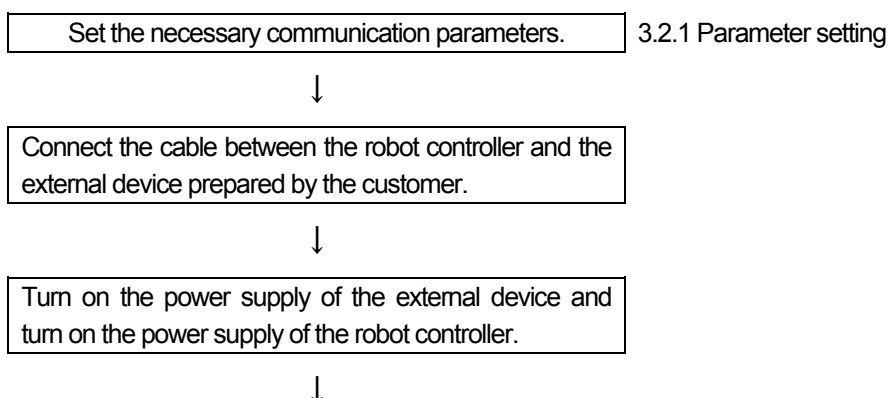 Set the necessary communication parameters. 3.2.1 Parameter setting
↓
Connect the cable between the robot controller and the
external device prepared by the customer.
↓
Turn on the power supply of the external device and
turn on the power supply of the robot controller.
↓